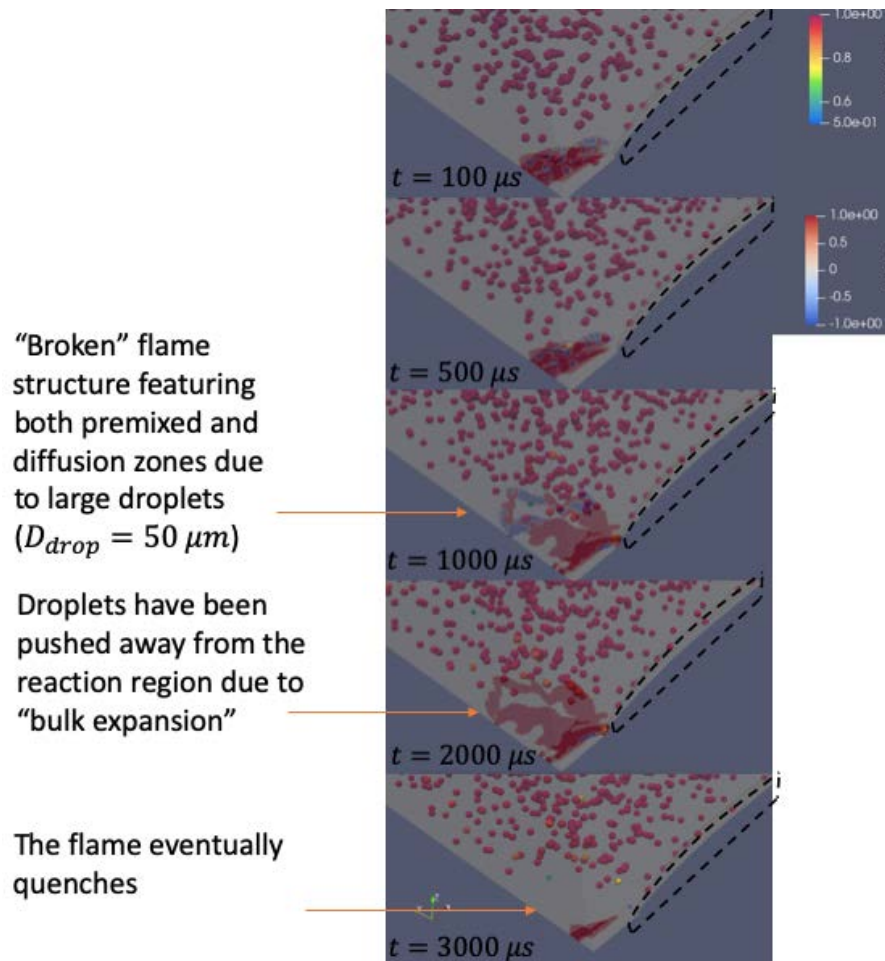 1.0e+00
0.8
0.6
5.0e-01
t = 100 μs
1.0e+00
0.5
0
-0.5
-1.0e+00
t = 500 μs
“Broken” flame
structure featuring
both premixed and
diffusion zones due
to large droplets
(D_drop = 50 μm)
t = 1000 μs
Droplets have been
pushed away from the
reaction region due to
“bulk expansion”
t = 2000 μs
The flame eventually
quenches
t = 3000 μs